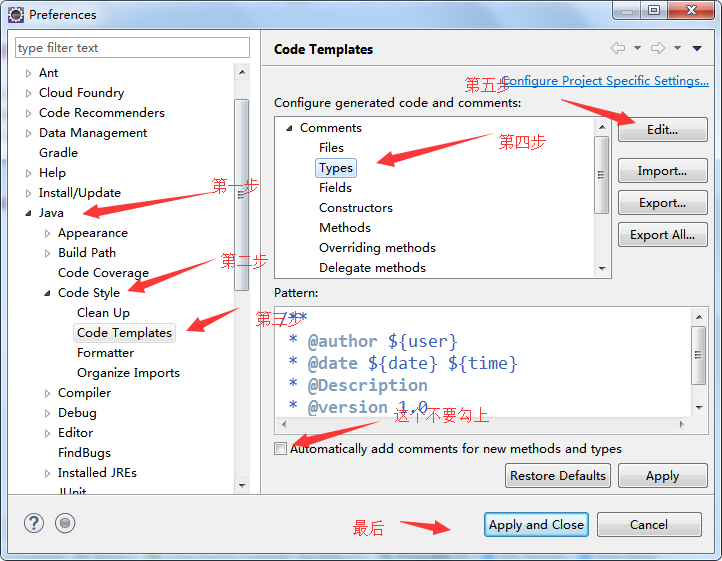 Preferences
type filter text
Ant
Cloud Foundry
Code Recommenders
Data Management
Gradle
Help
Install/Update
第一步
Java
Appearance
Build Path
Code Coverage
第二步
Code Style
Clean Up
第三步
Code Templates
Formatter
Organize Imports
Compiler
Debug
Editor
FindBugs
Installed JREs
JUnit
Code Templates
第五步
Configure Project Specific Settings...
Configure generated code and comments:
Comments
Files
第四步
Types
Fields
Constructors
Methods
Overriding methods
Delegate methods
Edit...
Import...
Export...
Export All...
Pattern:
/**
* @author ${user}
* @date ${date} ${time}
* @Description
* @version 1.0
这个不要勾上
Automatically add comments for new methods and types
Restore Defaults
Apply
最后
Apply and Close
Cancel